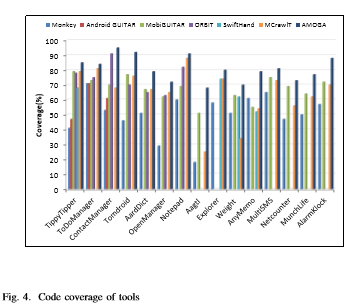 Monkey Android GUITAR MobiGUITAR ORBIT SwiftHand MCrawlT AMOGA
100
90
80
70
60
50
40
30
20
10
0
Coverage(%)
TippyTipper
ToDoManager
ContactManager
Tomdroid
AardDict
OpenManager
Notepad
Aagtl
Explorer
Weight
AnyMemo
MultiSMS
Netcounter
MunchLife
AlarmKlock
Fig. 4. Code coverage of tools